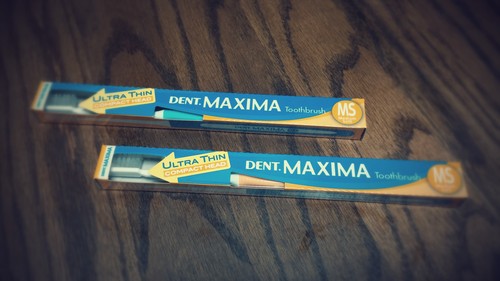 ULTRA THIN
COMPACT HEAD
DENT. MAXIMA Toothbrush
MS
ULTRA THIN
COMPACT HEAD
DENT. MAXIMA Toothbrush
MS